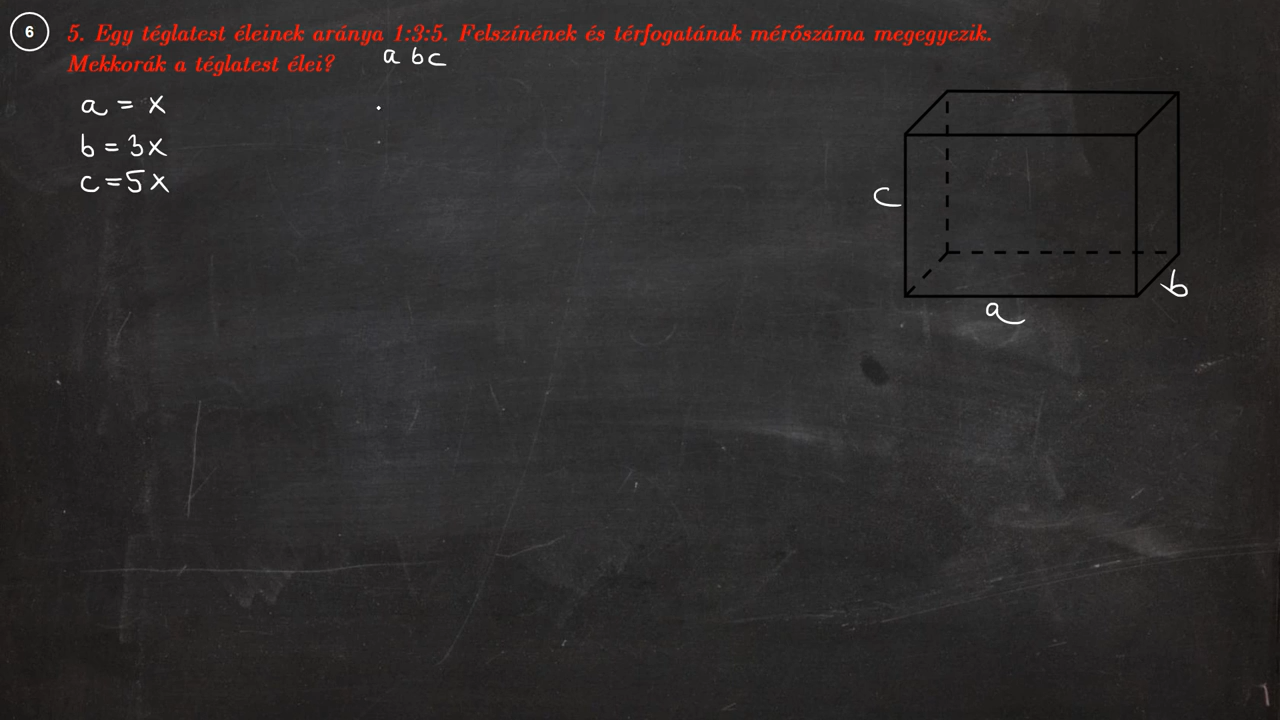 6
5. Egy téglatest éleinek aránya 1:3:5. Felszínének és térfogatának mérőszáma megegyezik.
Mekkorák a téglatest élei?
a b c
a = x
b = 3x
c = 5x
c
b
a